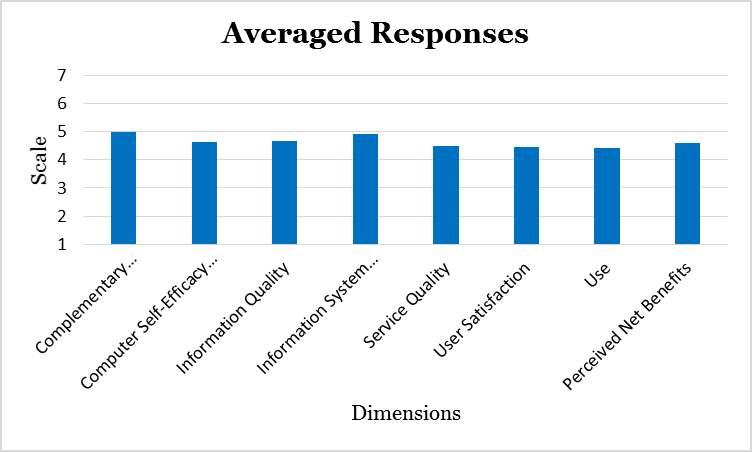 Averaged Responses
7
6
5
4
3
2
1
Scale
Complementary...
Computer Self-Efficacy...
Information Quality
Information System...
Service Quality
User Satisfaction
Use
Perceived Net Benefits
Dimensions